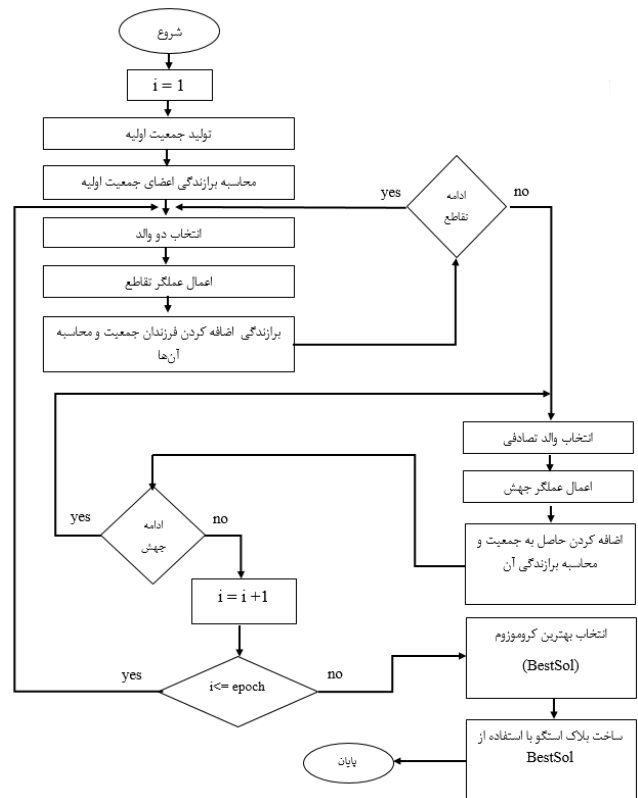 شروع
i = 1
تولید جمعیت اولیه
محاسبه برازندگی اعضای جمعیت اولیه
انتخاب دو والد
اعمال عملگر تقاطع
برازندگی اضافه کردن فرزندان جمعیت و محاسبه
آن‌ها
ادامه
تقاطع
yes
no
انتخاب والد تصادفی
اعمال عملگر جهش
اضافه کردن حاصل به جمعیت و
محاسبه برازندگی آن
ادامه
جهش
yes
no
i = i +1
i<= epoch
yes
no
انتخاب بهترین کروموزوم
(BestSol)
ساخت بلاک استگو با استفاده از
BestSol
پایان